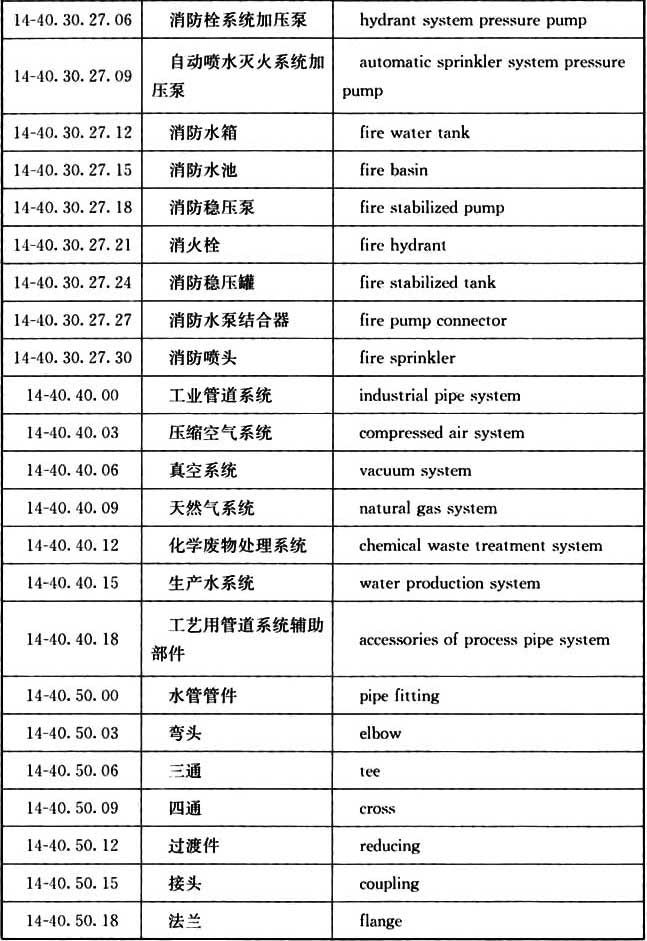 14-40.30.27.06 消防栓系统加压泵 hydrant system pressure pump
14-40.30.27.09 自动喷水灭火系统加 automatic sprinkler system pressure
压泵 pump
14-40.30.27.12 消防水箱 fire water tank
14-40.30.27.15 消防水池 fire basin
14-40.30.27.18 消防稳压泵 fire stabilized pump
14-40.30.27.21 消火栓 fire hydrant
14-40.30.27.24 消防稳压罐 fire stabilized tank
14-40.30.27.27 消防水泵结合器 fire pump connector
14-40.30.27.30 消防喷头 fire sprinkler
14-40.40.00 工业管道系统 industrial pipe system
14-40.40.03 压缩空气系统 compressed air system
14-40.40.06 真空系统 vacuum system
14-40.40.09 天然气系统 natural gas system
14-40.40.12 化学废物处理系统 chemical waste treatment system
14-40.40.15 生产水系统 water production system
14-40.40.18 工艺用管道系统辅助 accessories of process pipe system
部件
14-40.50.00 水管管件 pipe fitting
14-40.50.03 弯头 elbow
14-40.50.06 三通 tee
14-40.50.09 四通 cross
14-40.50.12 过渡件 reducing
14-40.50.15 接头 coupling
14-40.50.18 法兰 flange